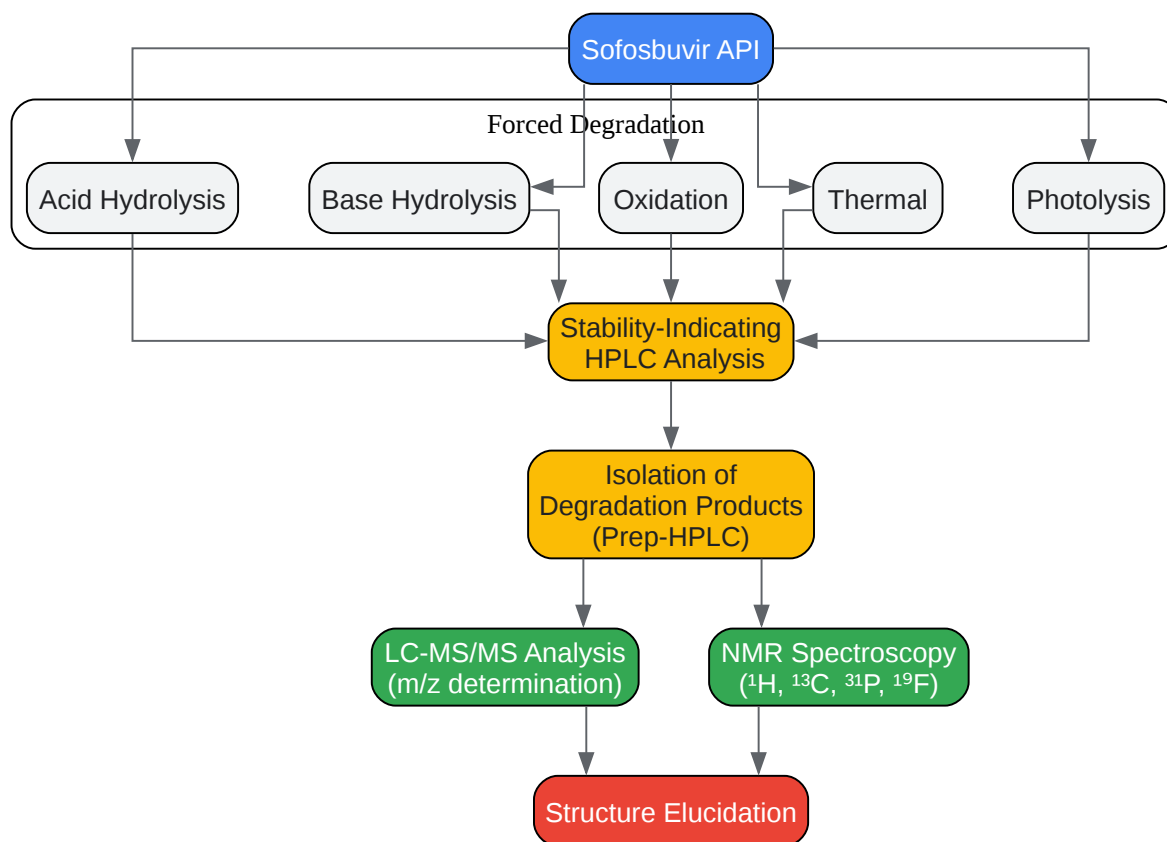 Sofosbuvir API
Forced Degradation
Acid Hydrolysis
Base Hydrolysis
Oxidation
Thermal
Photolysis
Stability-Indicating
HPLC Analysis
Isolation of
Degradation Products
(Prep-HPLC)
LC-MS/MS Analysis
(m/z determination)
NMR Spectroscopy
(¹H, ¹³C, ³¹P, ¹⁹F)
Structure Elucidation